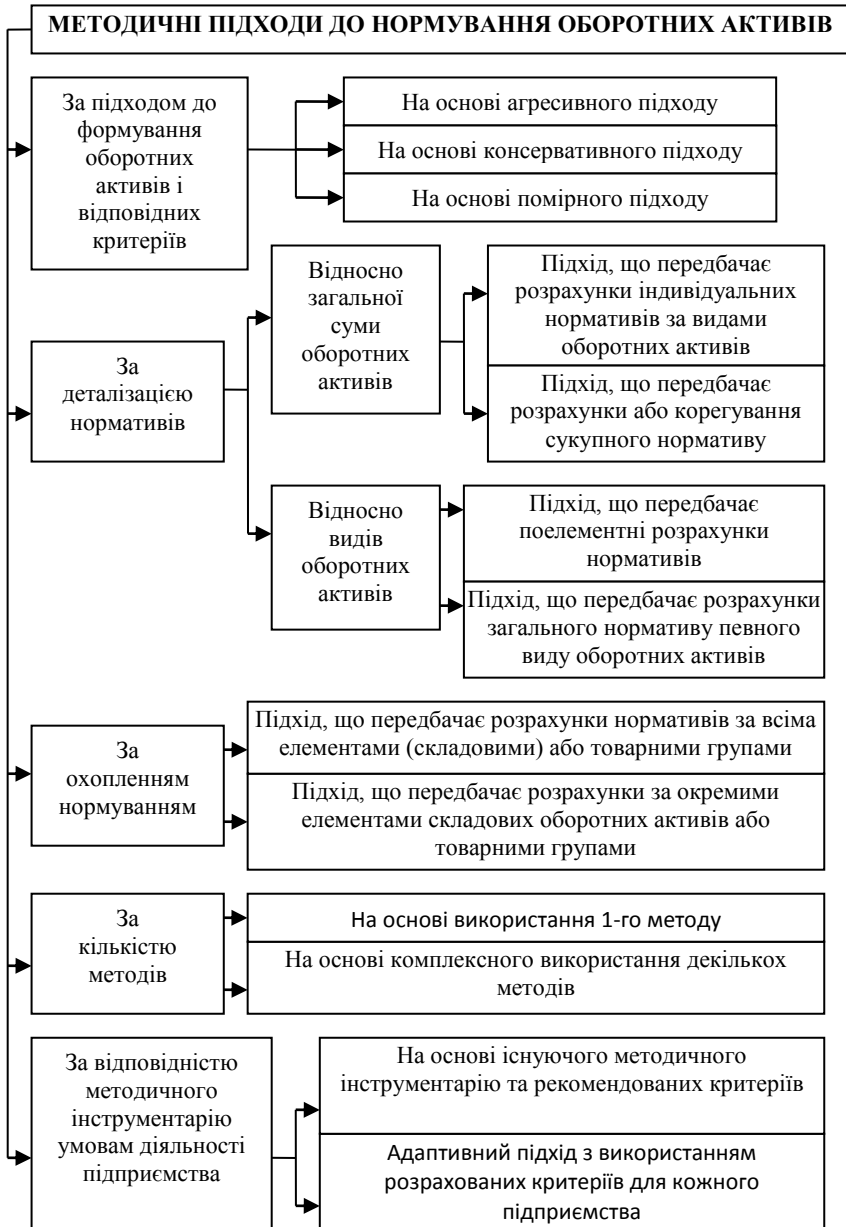 МЕТОДИЧНІ ПІДХОДИ ДО НОРМУВАННЯ ОБОРОТНИХ АКТИВІВ
За підходом до
формування
оборотних
активів і
відповідних
критеріїв
На основі агресивного підходу
На основі консервативного підходу
На основі помірного підходу
За
деталізацією
нормативів
Відносно
загальної
суми
оборотних
активів
Підхід, що передбачає
розрахунки індивідуальних
нормативів за видами
оборотних активів
Підхід, що передбачає
розрахунки або корегування
сукупного нормативу
Відносно
видів
оборотних
активів
Підхід, що передбачає
поелементні розрахунки
нормативів
Підхід, що передбачає розрахунки
загального нормативу певного
виду оборотних активів
За
охопленням
нормуванням
Підхід, що передбачає розрахунки нормативів за всіма
елементами (складовими) або товарними групами
Підхід, що передбачає розрахунки за окремими
елементами складових оборотних активів або
товарними групами
За
кількістю
методів
На основі використання 1-го методу
На основі комплексного використання декількох
методів
За відповідністю
методичного
інструментарію
умовам діяльності
підприємства
На основі існуючого методичного
інструментарію та рекомендованих критеріїв
Адаптивний підхід з використанням
розрахованих критеріїв для кожного
підприємства